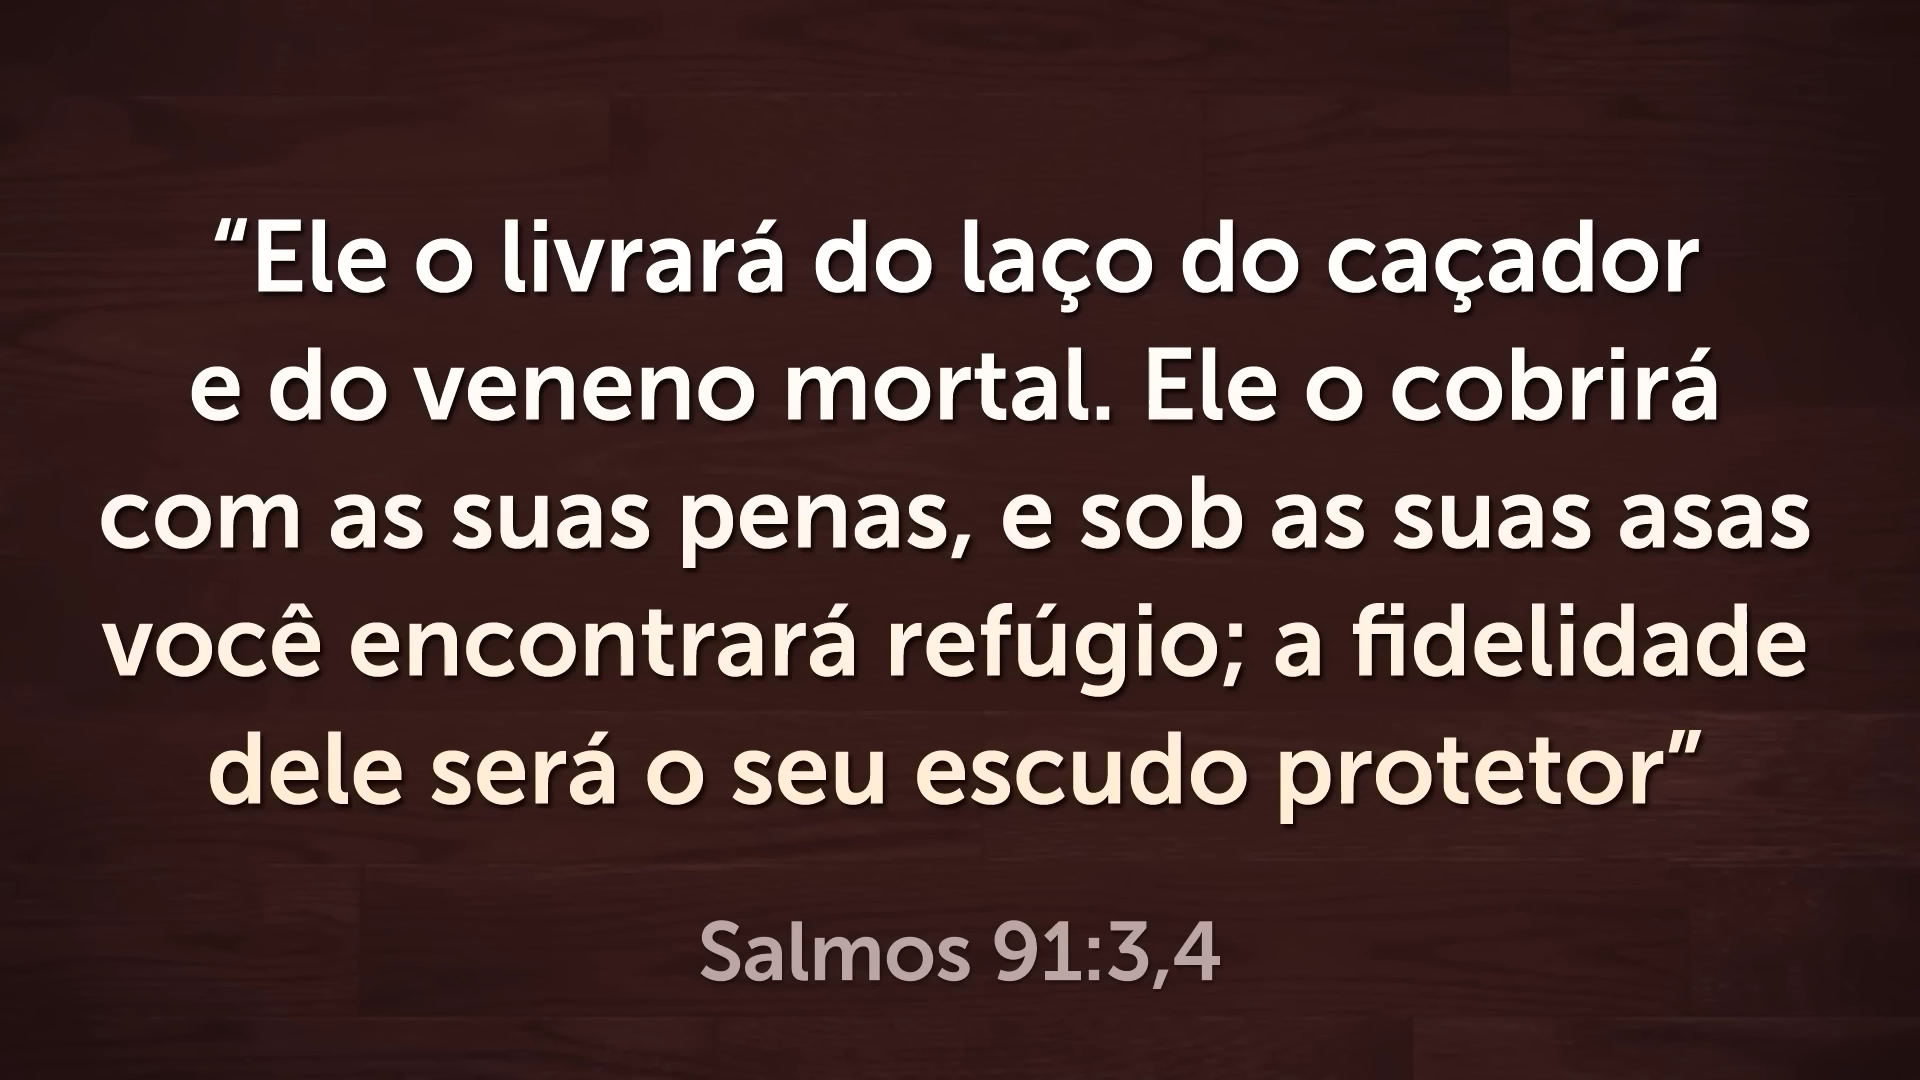 “Ele o livrará do laço do caçador
e do veneno mortal. Ele o cobrirá
com as suas penas, e sob as suas asas
você encontrará refúgio; a fidelidade
dele será o seu escudo protetor”
Salmos 91:3,4